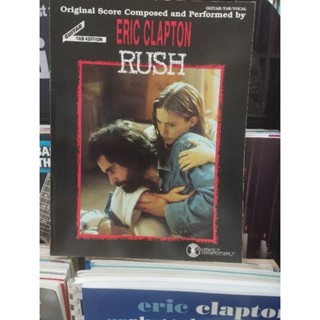 Original Score Composed and Performed by
GUITAR/TAB/VOCAL
GUITAR
TAB EDITION
ERIC CLAPTON
RUSH
eric clapton